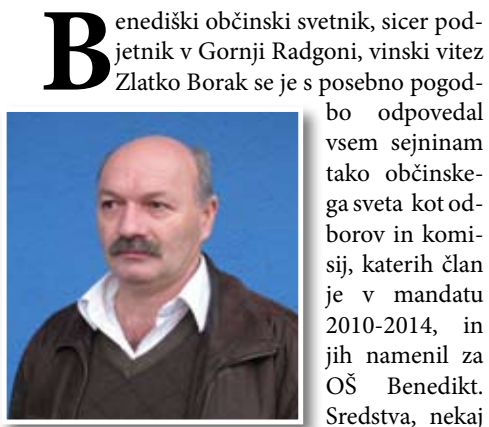 Benediški občinski svetnik, sicer pod-
jetnik v Gornji Radgoni, vinski vitez
Zlatko Borak se je s posebno pogod-
bo odpovedal
vsem sejninam
tako občinske-
ga sveta kot od-
borov in komi-
sij, katerih član
je v mandatu
2010-2014, in
jih namenil za
OŠ Benedikt.
Sredstva, nekaj